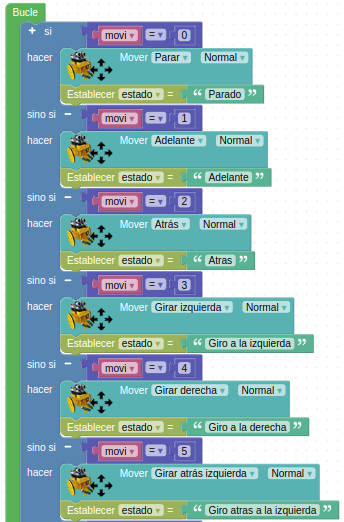 Bucle
si movi = 0
hacer Mover Parar Normal
Establecer estado = “ Parado ”
sino si movi = 1
hacer Mover Adelante Normal
Establecer estado = “ Adelante ”
sino si movi = 2
hacer Mover Atrás Normal
Establecer estado = “ Atras ”
sino si movi = 3
hacer Mover Girar izquierda Normal
Establecer estado = “ Giro a la izquierda ”
sino si movi = 4
hacer Mover Girar derecha Normal
Establecer estado = “ Giro a la derecha ”
sino si movi = 5
hacer Mover Girar atrás izquierda Normal
Establecer estado = “ Giro atras a la izquierda ”